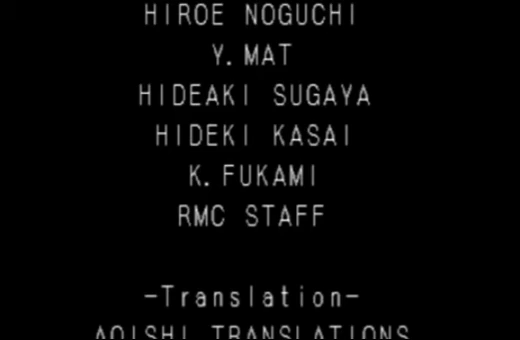 HIROE NOGUCHI
Y. MAT
HIDEAKI SUGAYA
HIDEKI KASAI
K. FUKAMI
RMC STAFF
-Translation-
AOISHI TRANSLATIONS